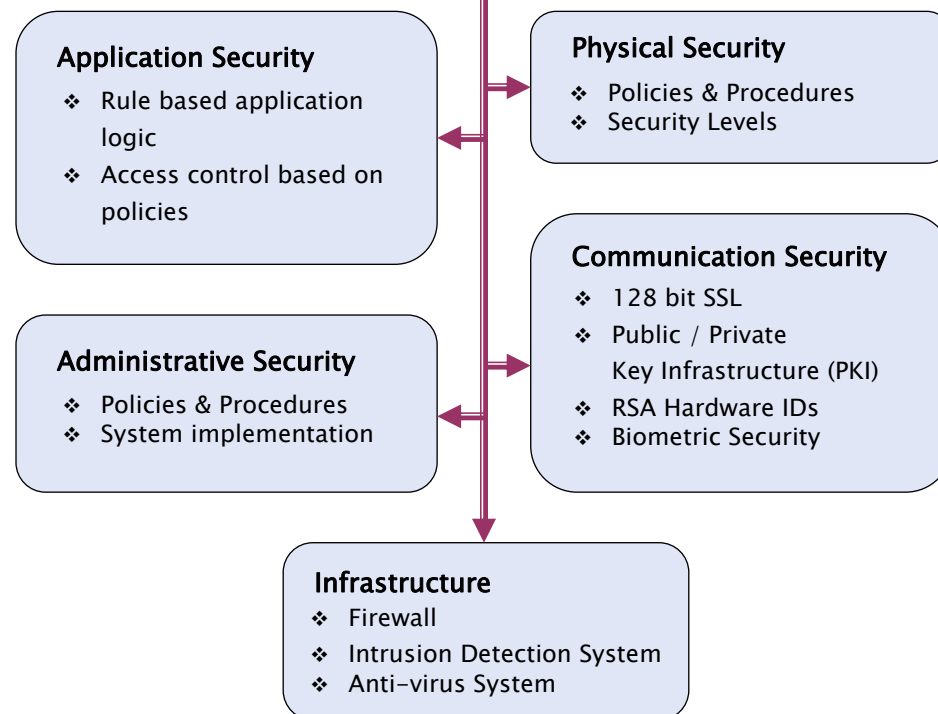 Application Security
❖ Rule based application
logic
❖ Access control based on
policies
Physical Security
❖ Policies & Procedures
❖ Security Levels
Administrative Security
❖ Policies & Procedures
❖ System implementation
Communication Security
❖ 128 bit SSL
❖ Public / Private
Key Infrastructure (PKI)
❖ RSA Hardware IDs
❖ Biometric Security
Infrastructure
❖ Firewall
❖ Intrusion Detection System
❖ Anti-virus System